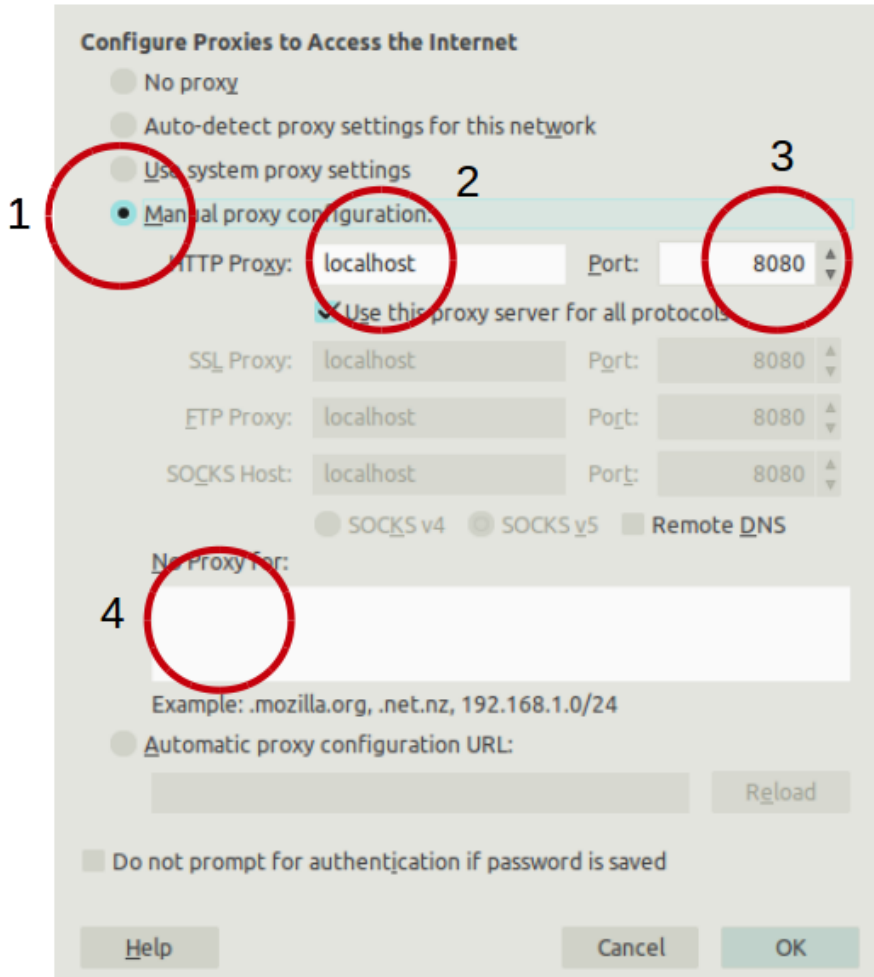 Configure Proxies to Access the Internet
No proxy
Auto-detect proxy settings for this network
Use system proxy settings
2
3
1
Manual proxy configuration:
HTTP Proxy: localhost Port: 8080
Use this proxy server for all protocols
SSL Proxy: localhost Port: 8080
FTP Proxy: localhost Port: 8080
SOCKS Host: localhost Port: 8080
SOCKS v4 SOCKS v5 Remote DNS
No Proxy for:
4
Example: .mozilla.org, .net.nz, 192.168.1.0/24
Automatic proxy configuration URL:
Reload
Do not prompt for authentication if password is saved
Help Cancel OK